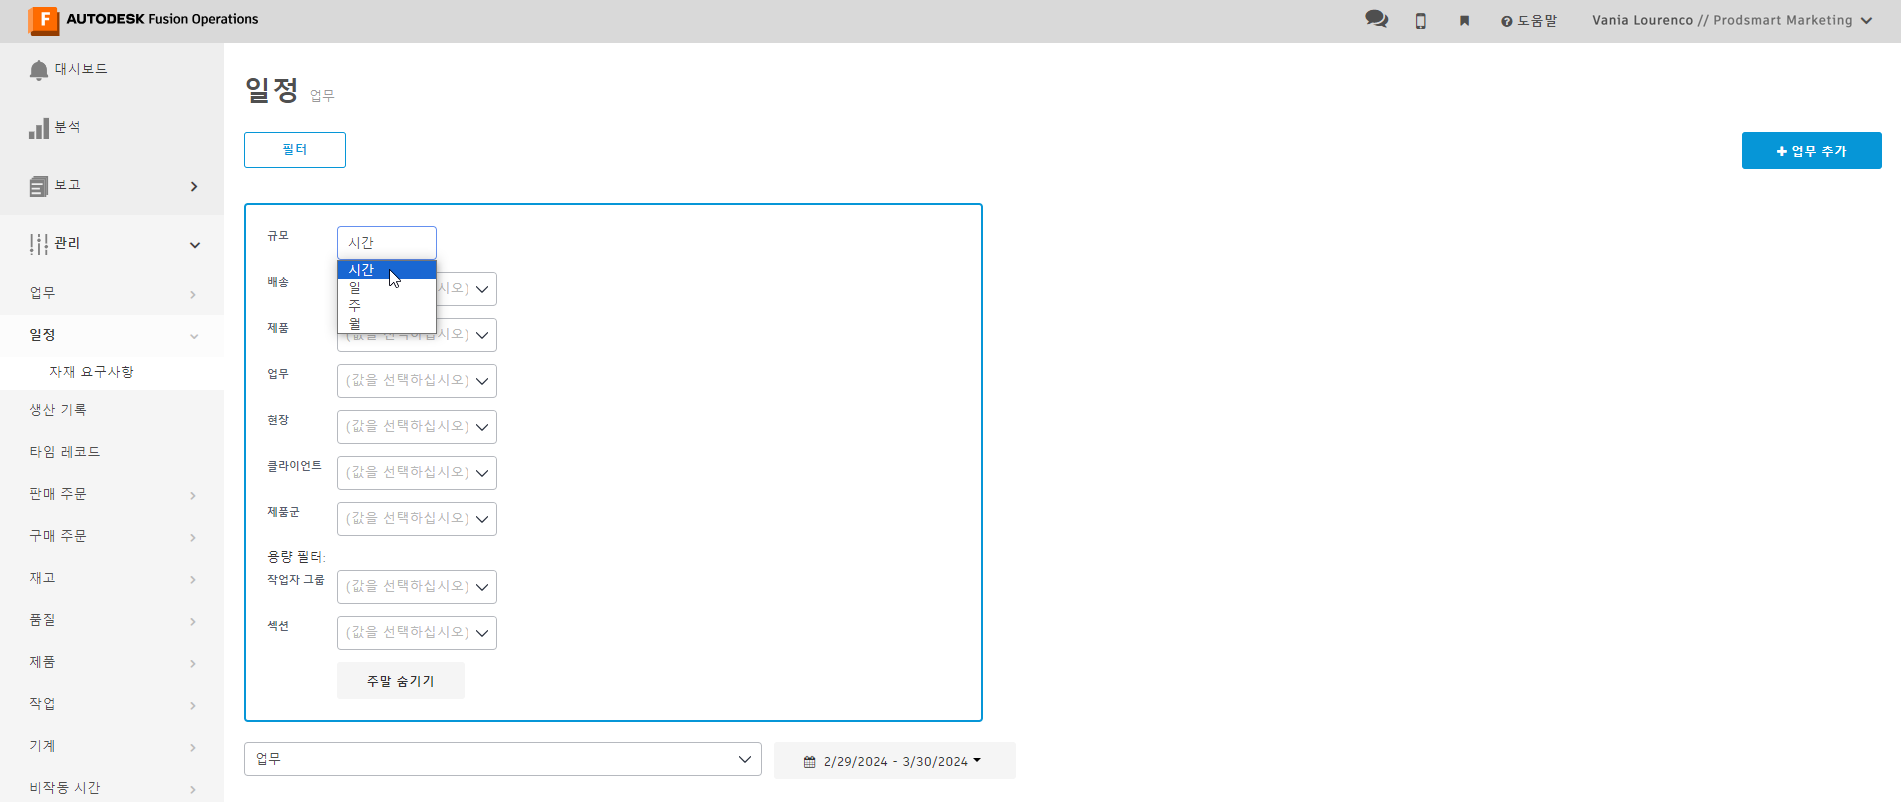 F AUTODESK Fusion Operations
도움말
Vania Lourenco // Prodsmart Marketing
대시보드
분석
보고
관리
업무
일정
자재 요구사항
생산 기록
타임 레코드
판매 주문
구매 주문
재고
품질
제품
작업
기계
비작동 시간
일정 업무
필터
업무 추가
규모 시간
시간
일
주
월
배송 시오)
제품 (값을 선택하십시오)
업무 (값을 선택하십시오)
현장 (값을 선택하십시오)
클라이언트 (값을 선택하십시오)
제품군 (값을 선택하십시오)
용량 필터:
작업자 그룹 (값을 선택하십시오)
섹션 (값을 선택하십시오)
주말 숨기기
업무
2/29/2024 - 3/30/2024